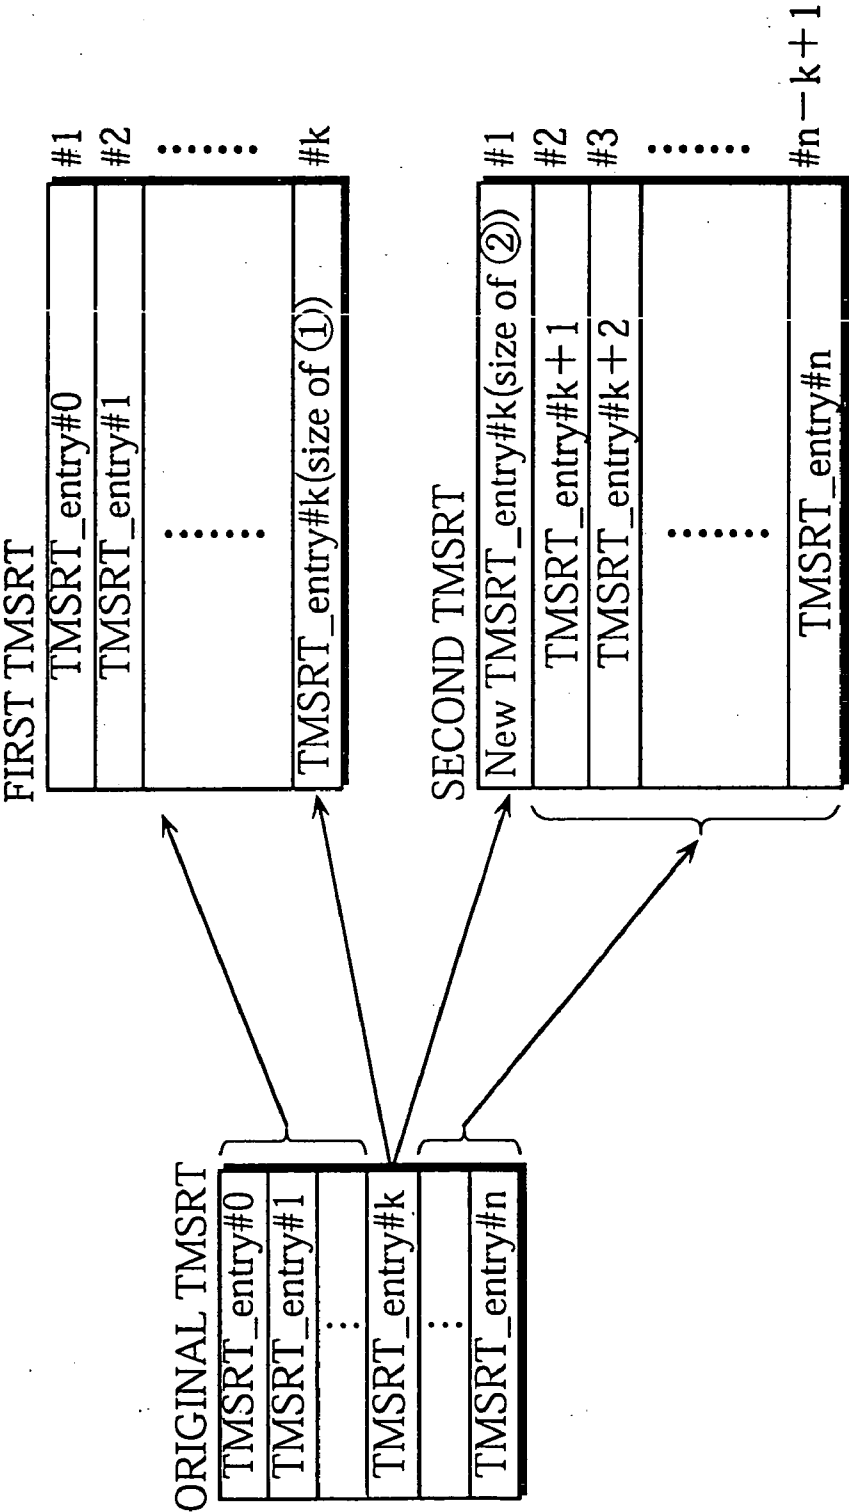 ORIGINAL TMSRT
TMSRT_entry#0
TMSRT_entry#1
...
TMSRT_entry#k
...
TMSRT_entry#n
FIRST TMSRT
TMSRT_entry#0 #1
TMSRT_entry#1 #2
······· ·······
TMSRT_entry#k(size of ①) #k
SECOND TMSRT
New TMSRT_entry#k(size of ②) #1
TMSRT_entry#k+1 #2
TMSRT_entry#k+2 #3
······· ·······
TMSRT_entry#n #n-k+1